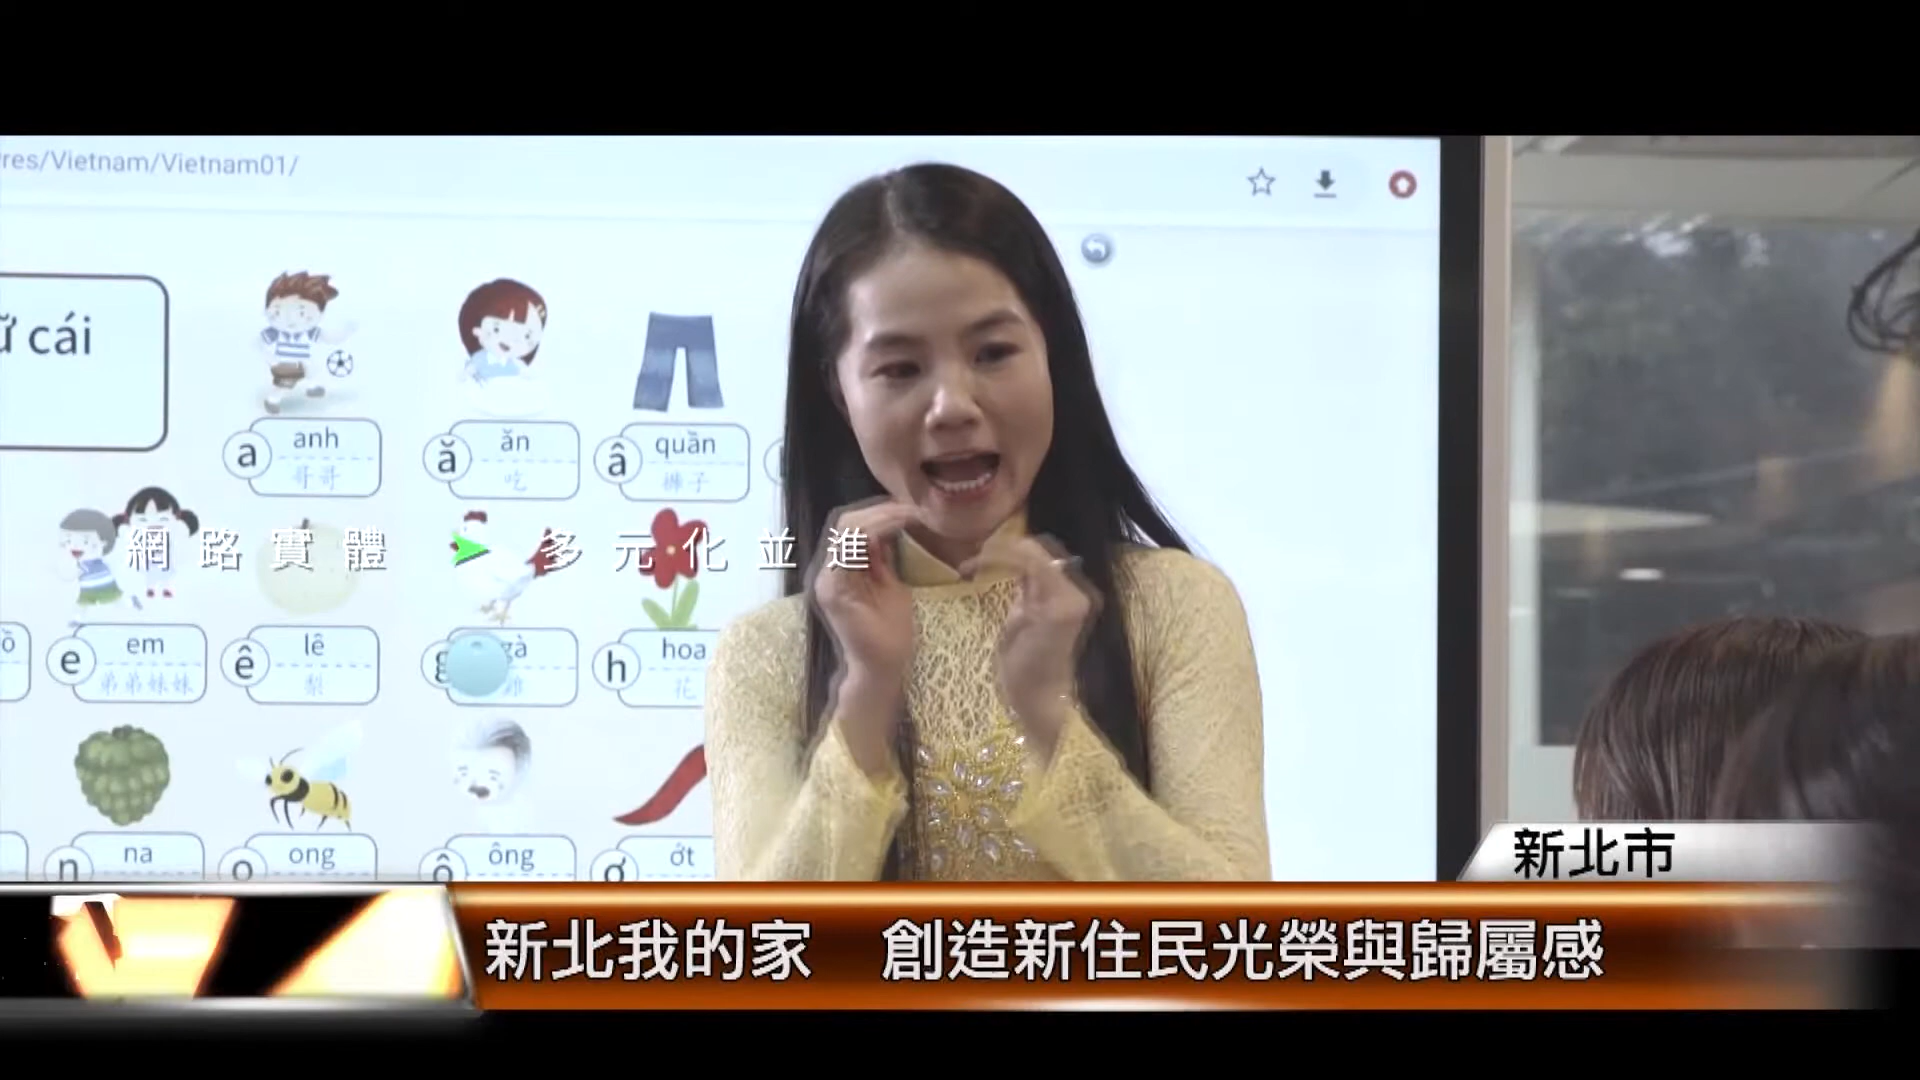 res/Vietnam/Vietnam01/
ữ cái
a anh 哥哥
ă ăn 吃
â quần 褲子
網路實體 多元化並進
e em 弟弟妹妹
ê lê 梨
g gà 雞
h hoa 花
n na
o ong
ô ông
ơ ớt
新北市
新北我的家 創造新住民光榮與歸屬感